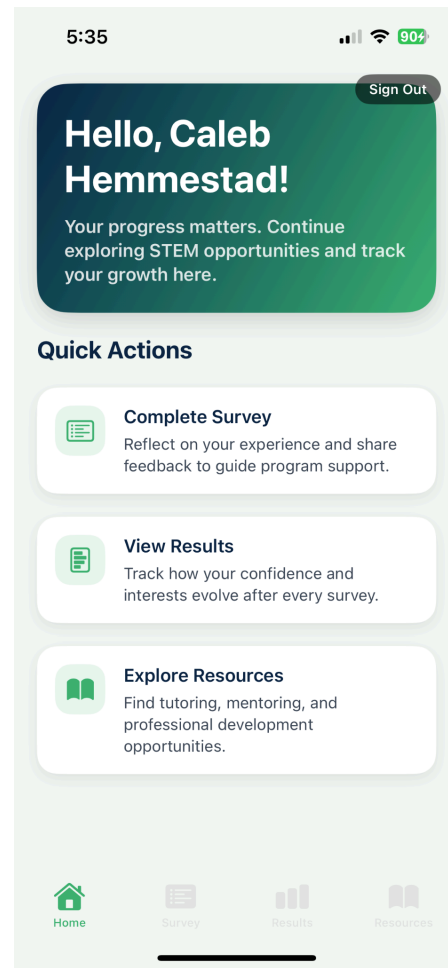 5:35
90
Sign Out
Hello, Caleb
Hemmestad!
Your progress matters. Continue
exploring STEM opportunities and track
your growth here.
Quick Actions
Complete Survey
Reflect on your experience and share
feedback to guide program support.
View Results
Track how your confidence and
interests evolve after every survey.
Explore Resources
Find tutoring, mentoring, and
professional development
opportunities.
Home
Survey
Results
Resources